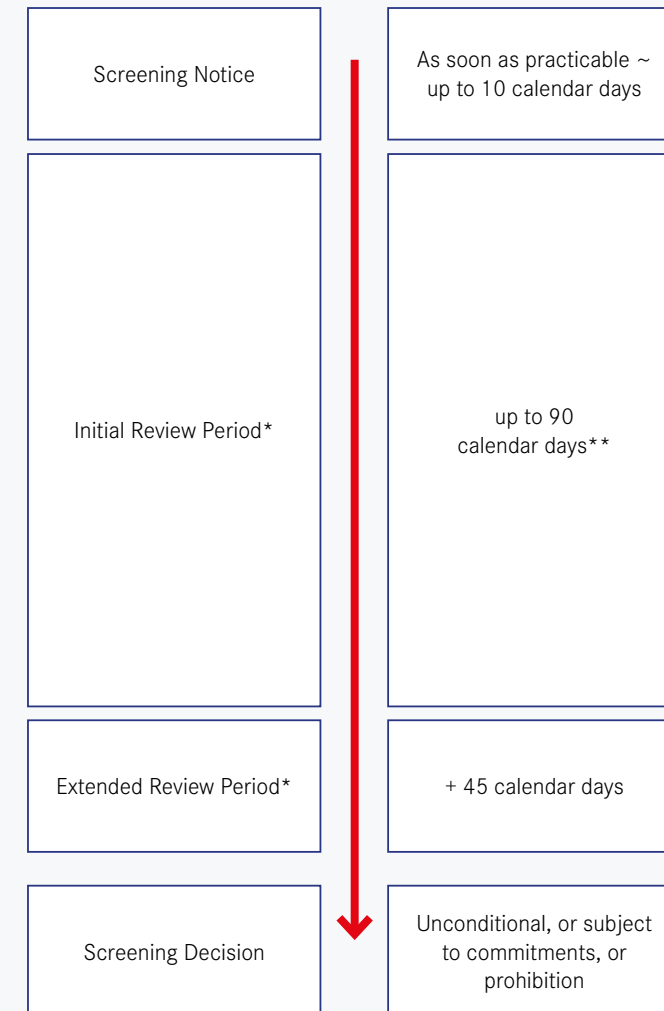 Screening Notice
As soon as practicable ~
up to 10 calendar days
Initial Review Period*
up to 90
calendar days**
Extended Review Period*
+ 45 calendar days
Screening Decision
Unconditional, or subject
to commitments, or
prohibition